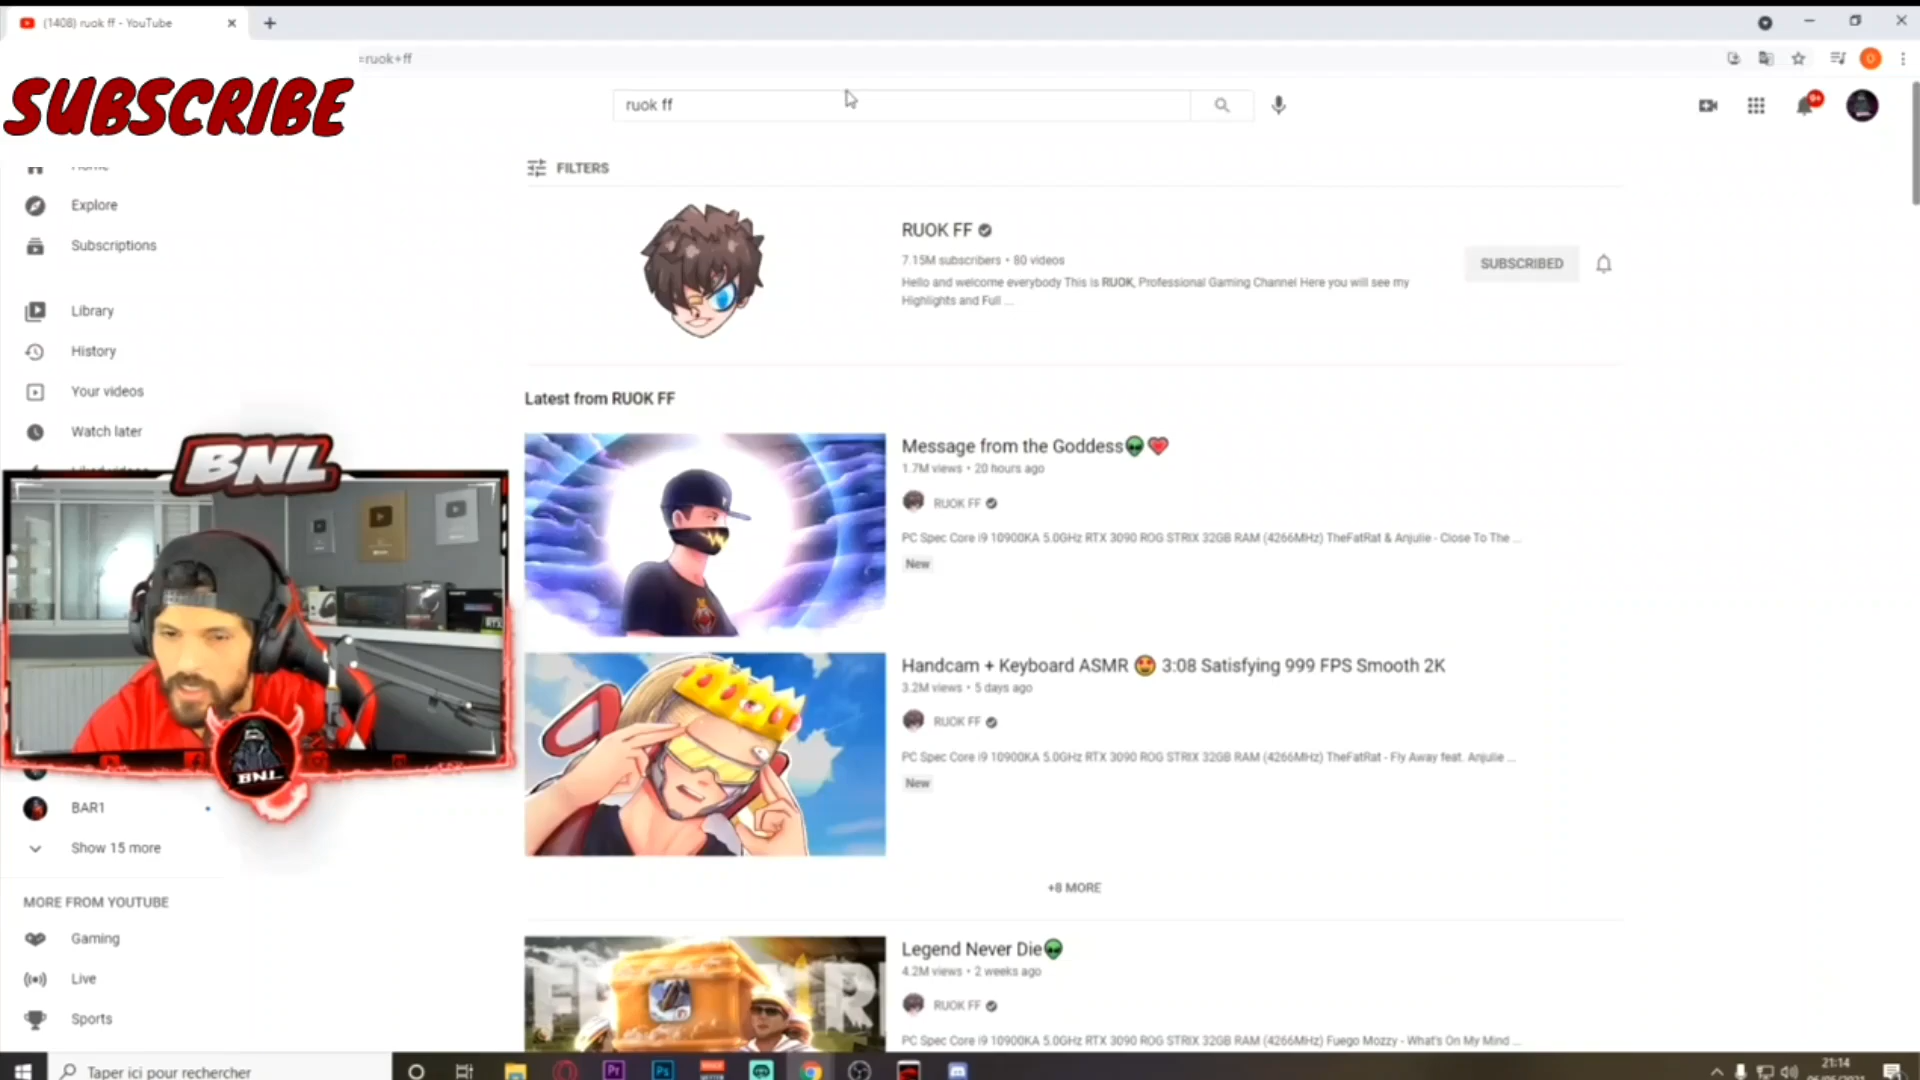 (1408) ruok ff - YouTube
=ruok+ff
SUBSCRIBE
ruok ff
9+
Home
Explore
Subscriptions
Library
History
Your videos
Watch later
Liked videos
BNL
BNL
BAR1
Show 15 more
MORE FROM YOUTUBE
Gaming
Live
Sports
FILTERS
RUOK FF
7.15M subscribers • 80 videos
Hello and welcome everybody This is RUOK, Professional Gaming Channel Here you will see my
Highlights and Full ...
SUBSCRIBED
Latest from RUOK FF
Message from the Goddess👽💖
1.7M views • 20 hours ago
RUOK FF
PC Spec Core i9 10900KA 5.0GHz RTX 3090 ROG STRIX 32GB RAM (4266MHz) TheFatRat & Anjulie - Close To The ...
New
Handcam + Keyboard ASMR 🤩 3:08 Satisfying 999 FPS Smooth 2K
3.2M views • 5 days ago
RUOK FF
PC Spec Core i9 10900KA 5.0GHz RTX 3090 ROG STRIX 32GB RAM (4266MHz) TheFatRat - Fly Away feat. Anjulie ...
New
+8 MORE
Legend Never Die👽
4.2M views • 2 weeks ago
RUOK FF
PC Spec Core i9 10900KA 5.0GHz RTX 3090 ROG STRIX 32GB RAM (4266MHz) Fuego Mozzy - What's On My Mind ...
Taper ici pour rechercher
Pr
Ps
21:14